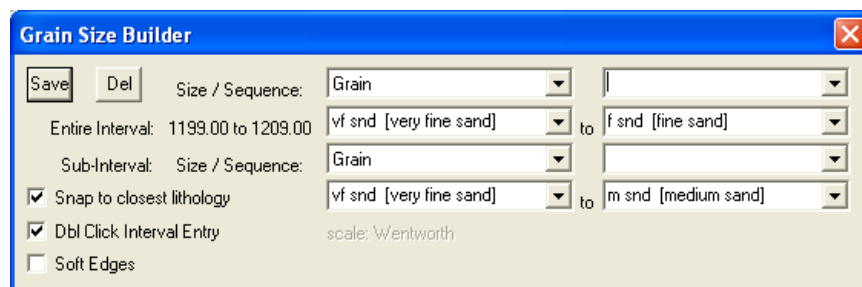 Grain Size Builder
Save Del Size / Sequence: Grain
Entire Interval: 1199.00 to 1209.00 vf snd [very fine sand] to f snd [fine sand]
Sub-Interval: Size / Sequence: Grain
Snap to closest lithology vf snd [very fine sand] to m snd [medium sand]
Dbl Click Interval Entry scale: Wentworth
Soft Edges